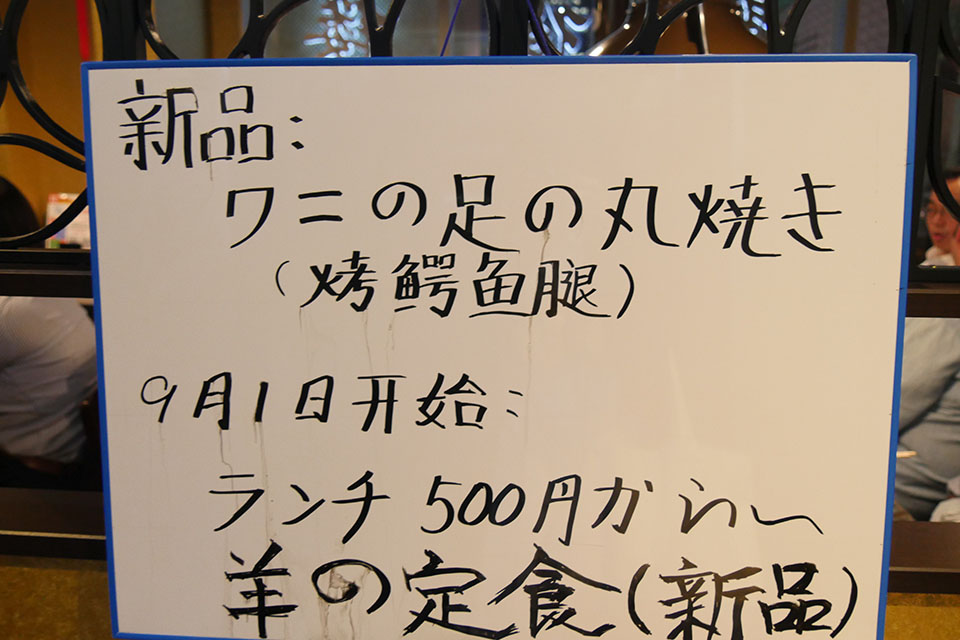 新品:
ワニの足の丸焼き
(烤鳄鱼腿)
9月1日开始:
ランチ 500円から〜
羊の定食(新品)